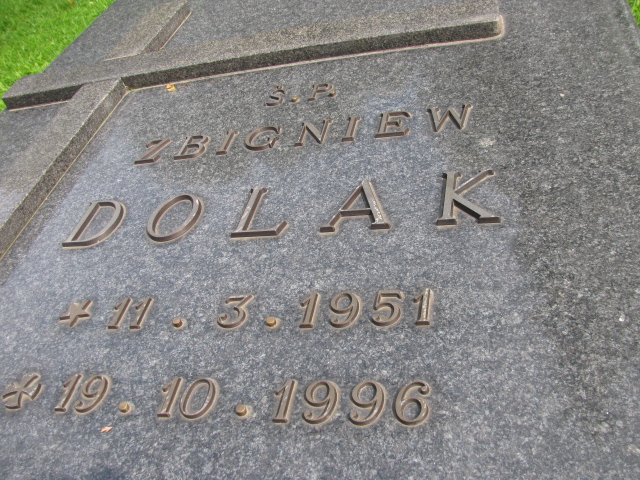 Ś.P.
ZBIGNIEW
DOLAK
* 11.3.1951
✝ 19.10.1996